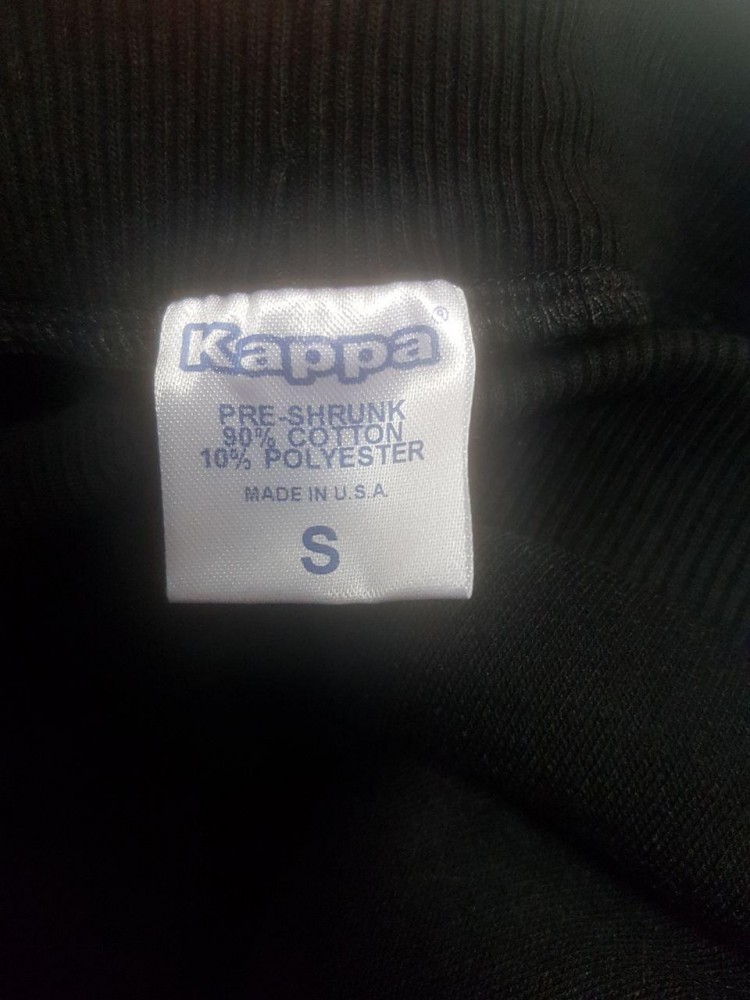 Kappa®
PRE-SHRUNK
90% COTTON
10% POLYESTER
MADE IN U.S.A.
S